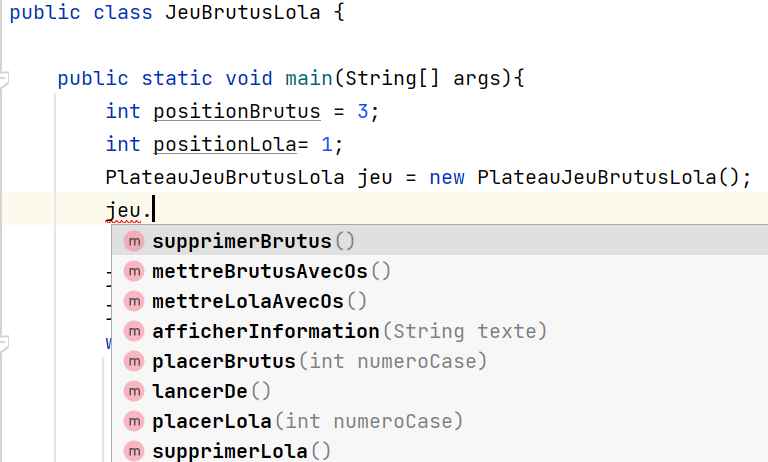 public class JeuBrutusLola {
public static void main(String[] args){
int positionBrutus = 3;
int positionLola= 1;
PlateauJeuBrutusLola jeu = new PlateauJeuBrutusLola();
jeu.
m supprimerBrutus()
m mettreBrutusAvecOs()
m mettreLolaAvecOs()
m afficherInformation(String texte)
m placerBrutus(int numeroCase)
m lancerDe()
m placerLola(int numeroCase)
m supprimerLola()